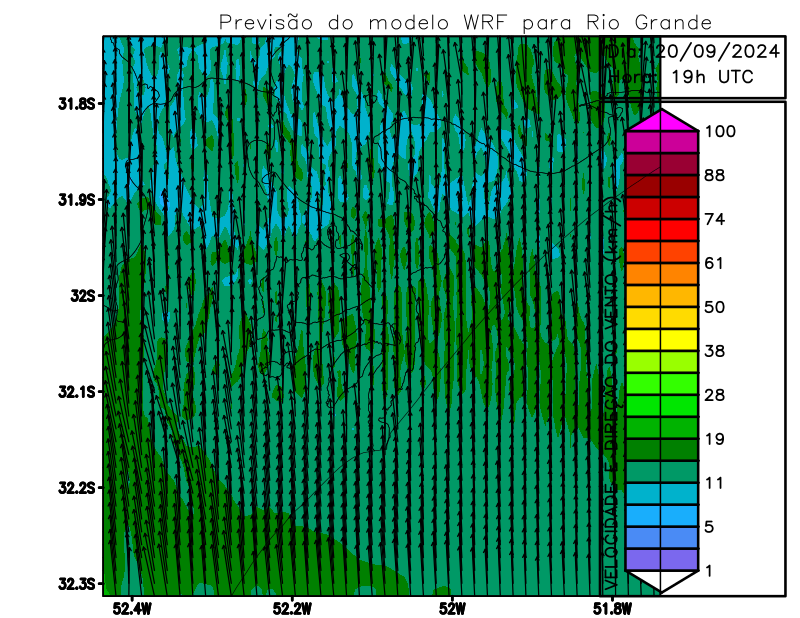 Previsão do modelo WRF para Rio Grande
Dia: 20/09/2024
Hora: 19h UTC
31.8S
31.9S
32S
32.1S
32.2S
32.3S
52.4W
52.2W
52W
51.8W
VELOCIDADE E DIREÇÃO DO VENTO (km/h)
100
88
74
61
50
38
28
19
11
5
1